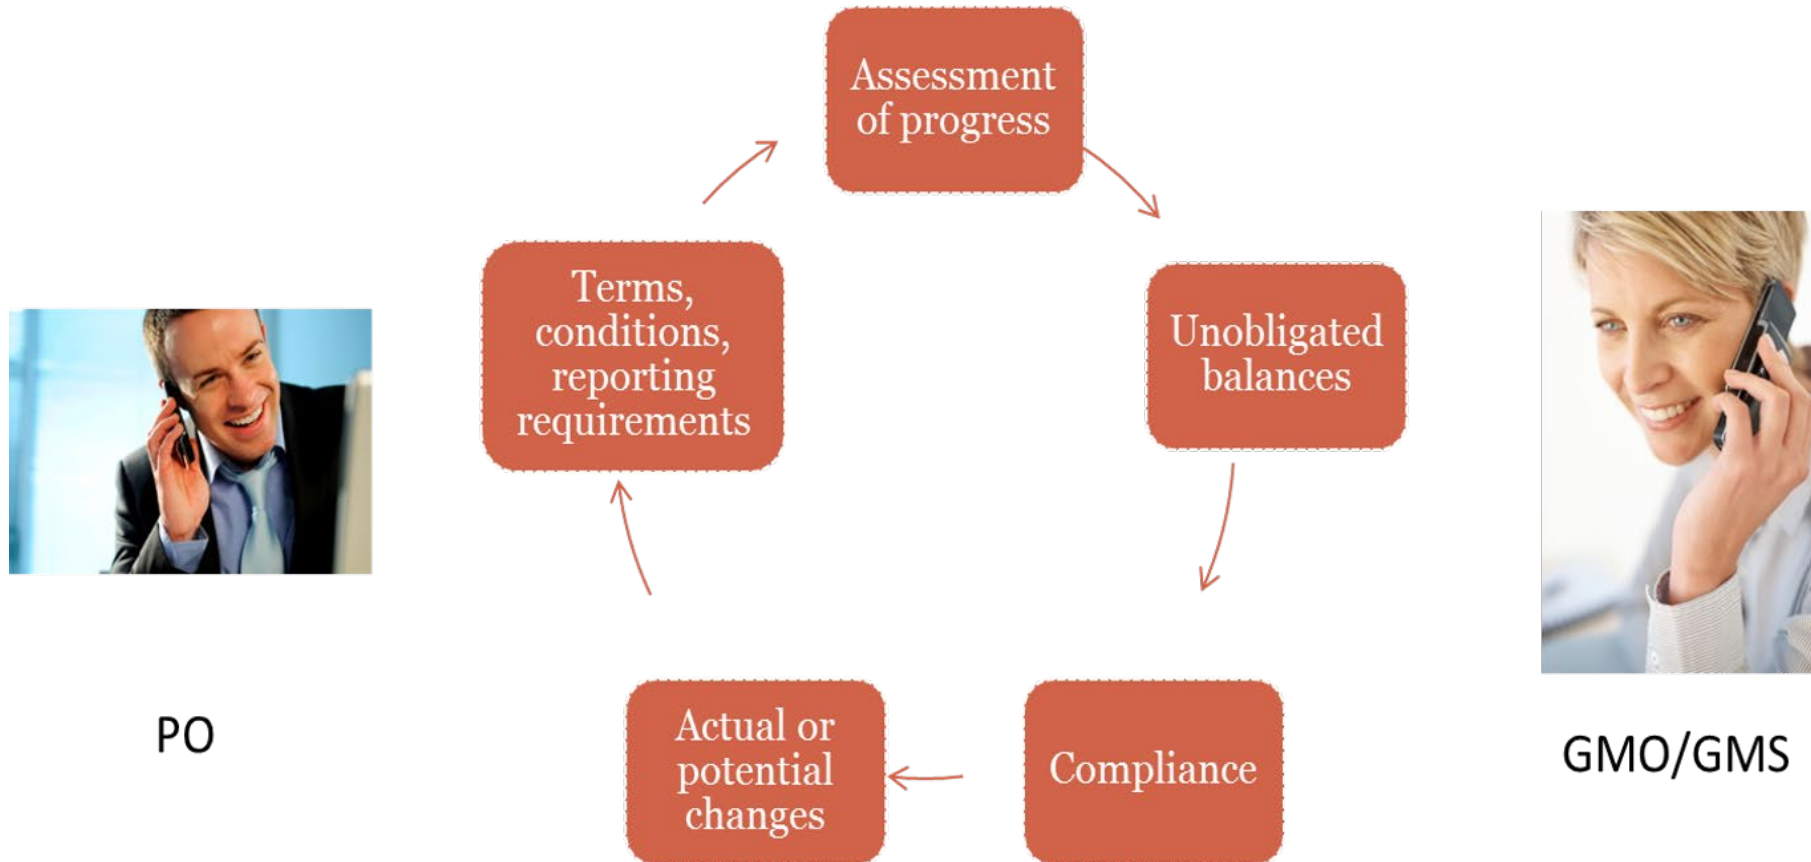 Assessment
of progress
Unobligated
balances
Compliance
Actual or
potential
changes
Terms,
conditions,
reporting
requirements
PO
GMO/GMS